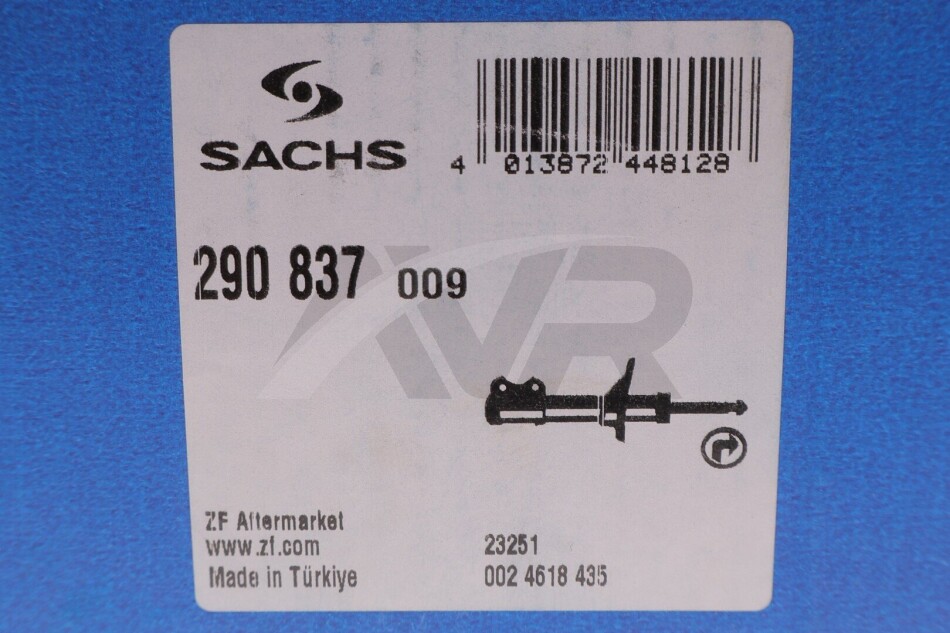 SACHS
4 013872 448128
290 837 009
AVR
ZF Aftermarket
www.zf.com
Made in Türkiye
23251
002 4618 435